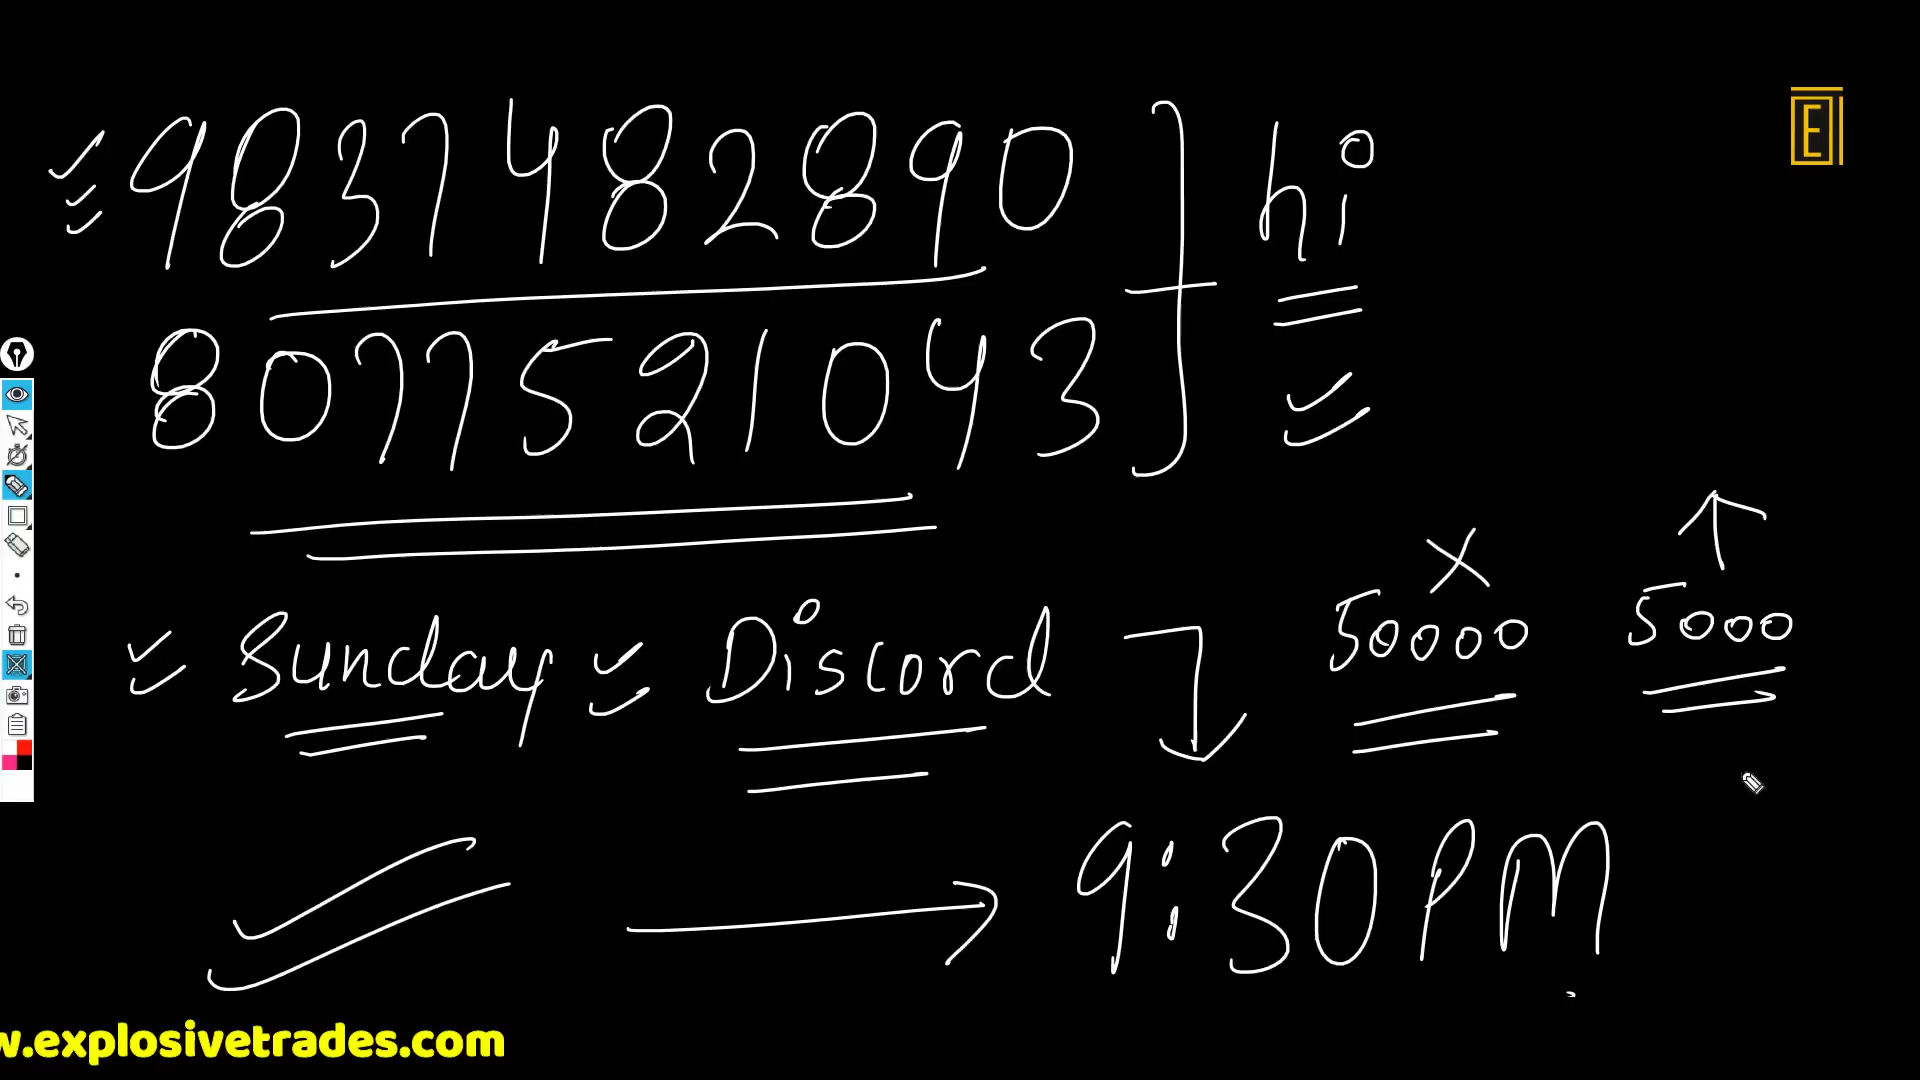 9837482890 hi
8077521043
Sunday Discord 50000 5000
9:30PM
w.explosivetrades.com
E